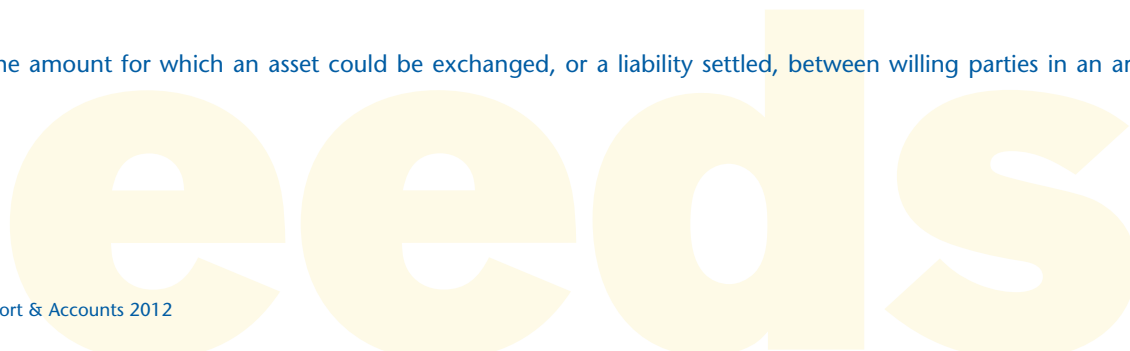 he amount for which an asset could be exchanged, or a liability settled, between willing parties in an ar
eeds
ort & Accounts 2012